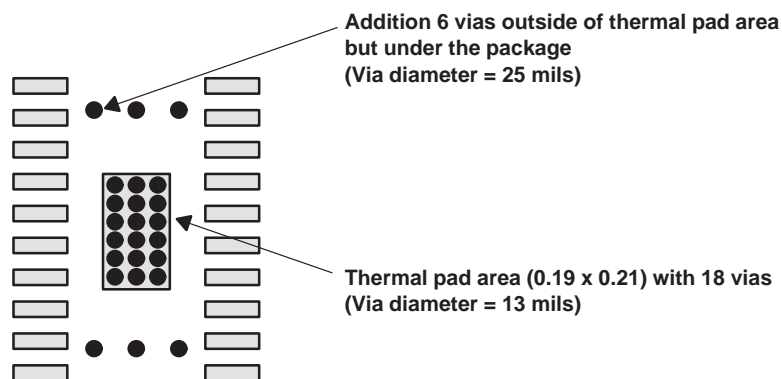 Addition 6 vias outside of thermal pad area
but under the package
(Via diameter = 25 mils)
Thermal pad area (0.19 x 0.21) with 18 vias
(Via diameter = 13 mils)